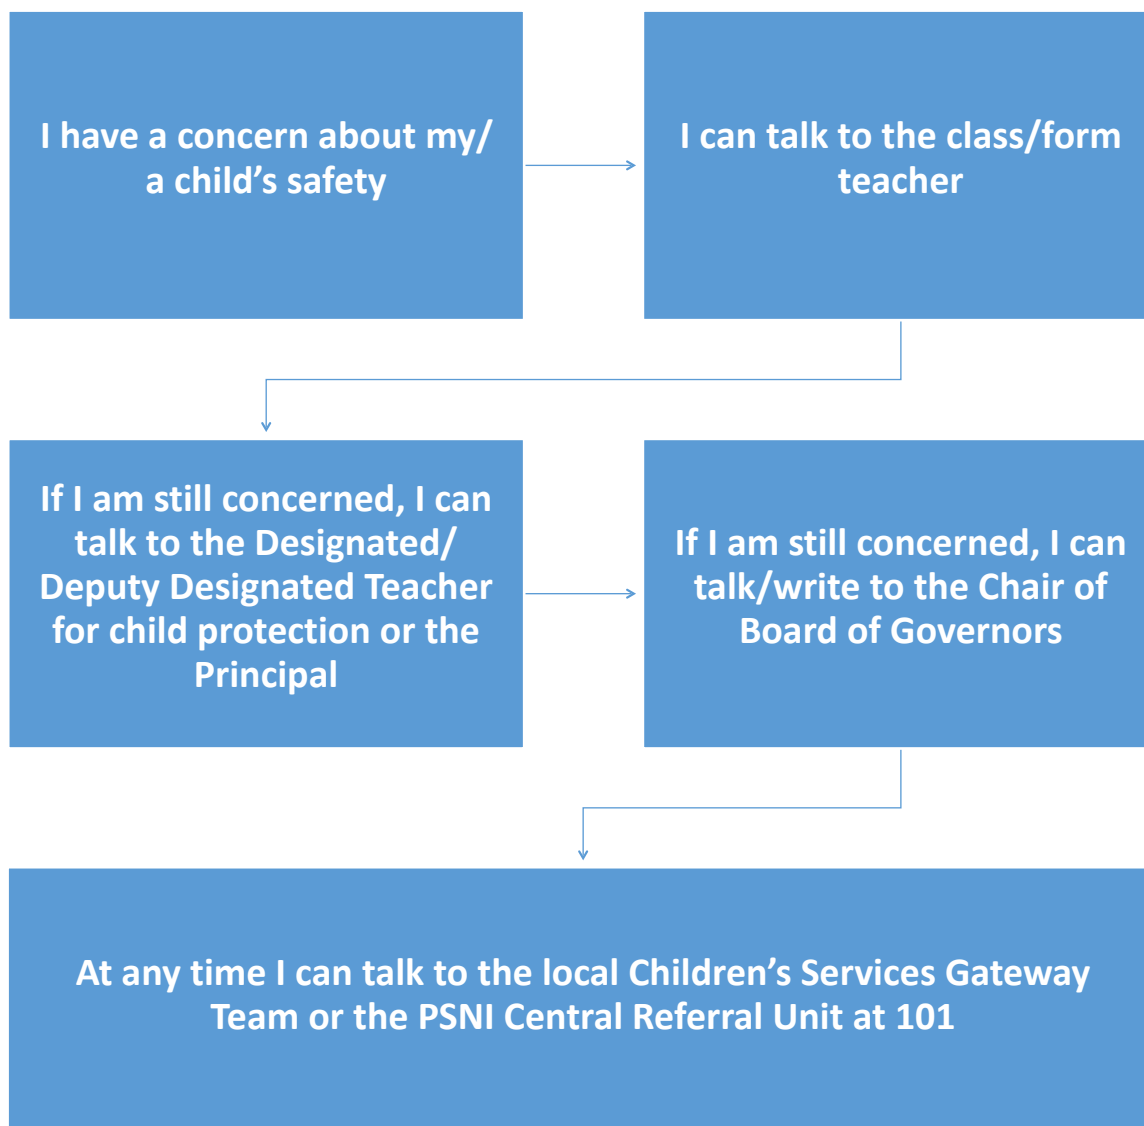 I have a concern about my/
a child’s safety
I can talk to the class/form
teacher
If I am still concerned, I can
talk to the Designated/
Deputy Designated Teacher
for child protection or the
Principal
If I am still concerned, I can
talk/write to the Chair of
Board of Governors
At any time I can talk to the local Children’s Services Gateway
Team or the PSNI Central Referral Unit at 101